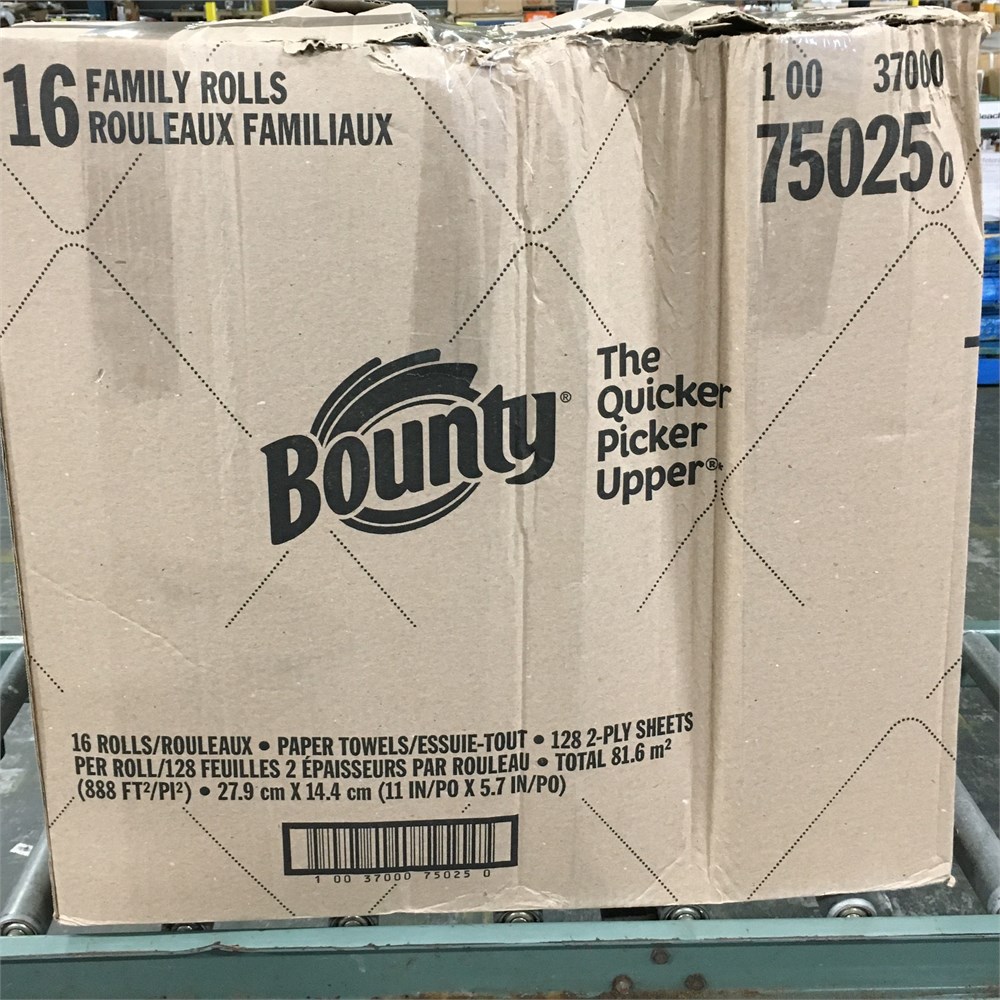 16 FAMILY ROLLS
ROULEAUX FAMILIAUX
1 00 37000
75025 0
Bounty®
The
Quicker
Picker
Upper®*
16 ROLLS/ROULEAUX • PAPER TOWELS/ESSUIE-TOUT • 128 2-PLY SHEETS
PER ROLL/128 FEUILLES 2 ÉPAISSEURS PAR ROULEAU • TOTAL 81.6 m²
(888 FT²/PI²) • 27.9 cm X 14.4 cm (11 IN/PO X 5.7 IN/PO)
1 00 37000 75025 0